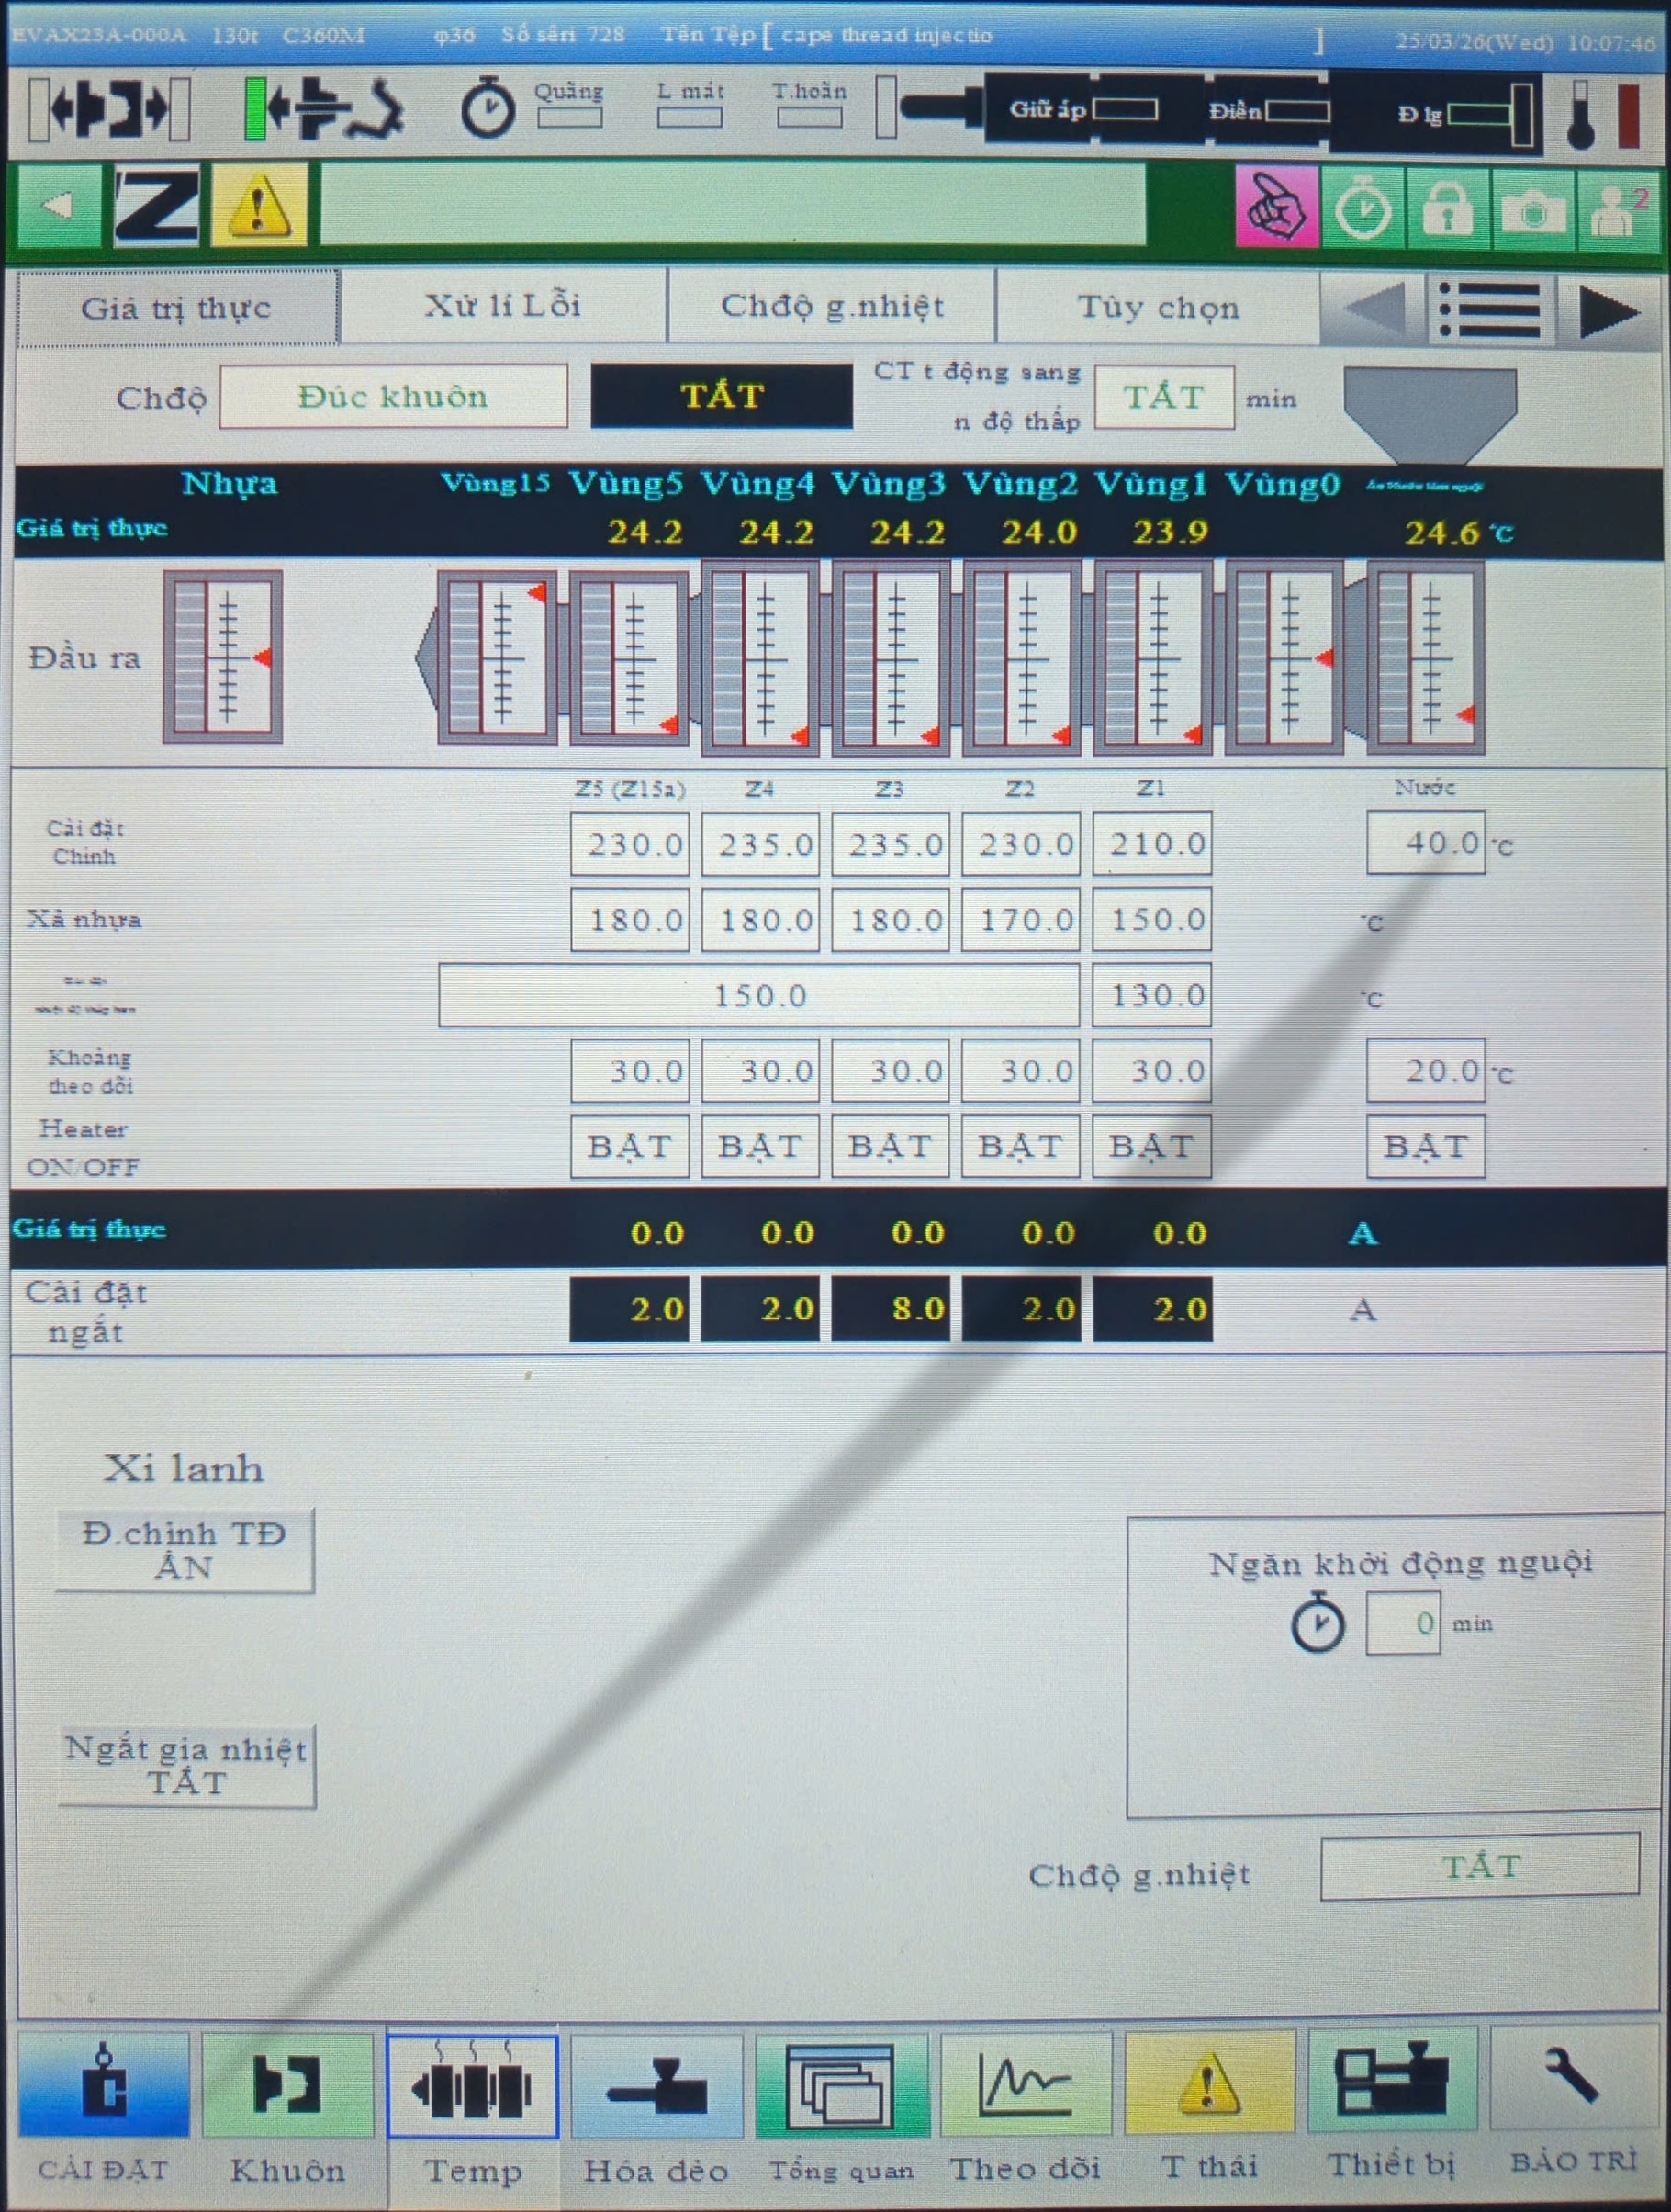 EVAX25A-000A 130t C360M φ36 Số sêri 728 Tên Tệp [ cape thread injectio ] 25/03/26(Wed) 10:07:46
Quãng L mát T.hoãn Giữ áp Điền Đ lg
2
Giá trị thực Xử lí Lỗi Chđộ g.nhiệt Tùy chọn
Chđộ Đúc khuôn TẮT CT t động sang n độ thấp TẮT min
Nhựa Vùng15 Vùng5 Vùng4 Vùng3 Vùng2 Vùng1 Vùng0
Giá trị thực 24.2 24.2 24.2 24.0 23.9 24.6 °C
Đầu ra
Z5 (Z15a) Z4 Z3 Z2 Z1 Nước
Cài đặt Chính 230.0 235.0 235.0 230.0 210.0 40.0 °C
Xả nhựa 180.0 180.0 180.0 170.0 150.0 °C
150.0 130.0 °C
Khoảng theo dõi 30.0 30.0 30.0 30.0 30.0 20.0 °C
Heater ON/OFF BẬT BẬT BẬT BẬT BẬT BẬT
Giá trị thực 0.0 0.0 0.0 0.0 0.0 A
Cài đặt ngắt 2.0 2.0 8.0 2.0 2.0 A
Xi lanh
Đ.chỉnh TĐ
ẤN
Ngăn khởi động nguội
0 min
Ngắt gia nhiệt
TẮT
Chđộ g.nhiệt TẮT
CÀI ĐẶT Khuôn Temp Hóa dẻo Tổng quan Theo dõi T thái Thiết bị BẢO TRÌ